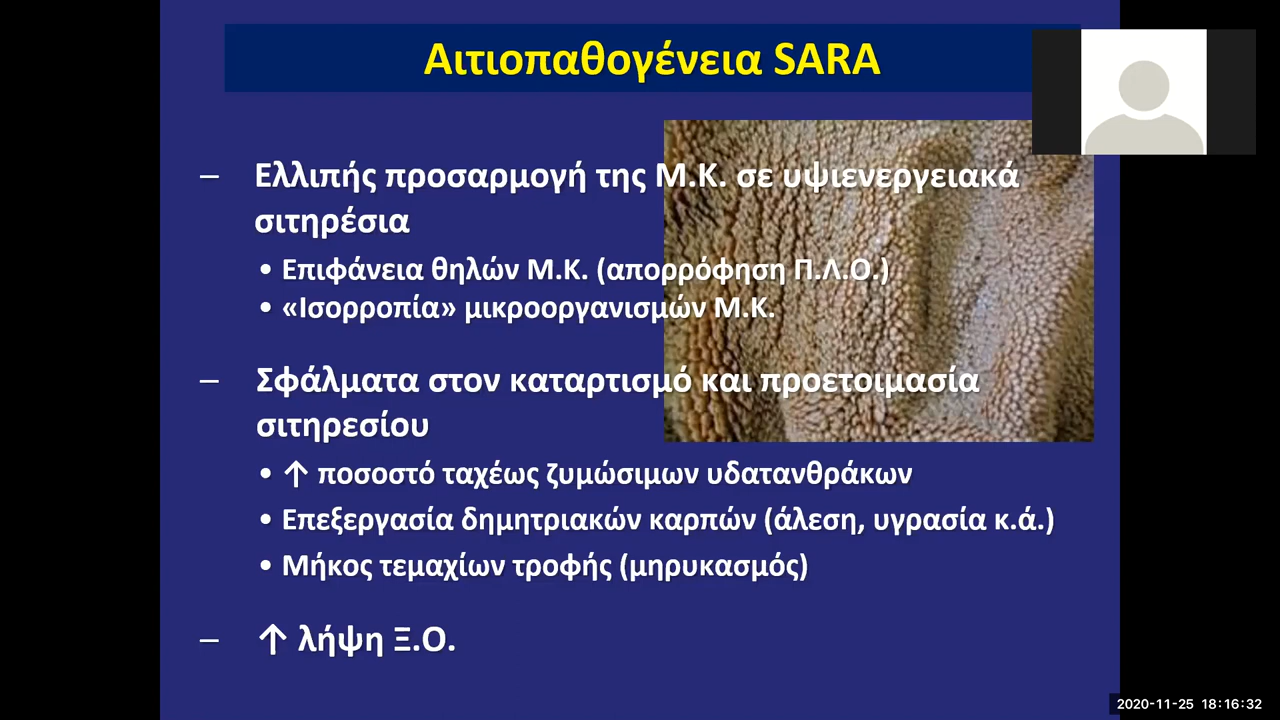 Αιτιοπαθογένεια SARA
– Ελλιπής προσαρμογή της Μ.Κ. σε υψιενεργειακά
σιτηρέσια
• Επιφάνεια θηλών Μ.Κ. (απορρόφηση Π.Λ.Ο.)
• «Ισορροπία» μικροοργανισμών Μ.Κ.
– Σφάλματα στον καταρτισμό και προετοιμασία
σιτηρεσίου
• ↑ ποσοστό ταχέως ζυμώσιμων υδατανθράκων
• Επεξεργασία δημητριακών καρπών (άλεση, υγρασία κ.ά.)
• Μήκος τεμαχίων τροφής (μηρυκασμός)
– ↑ λήψη Ξ.Ο.
2020-11-25 18:16:32